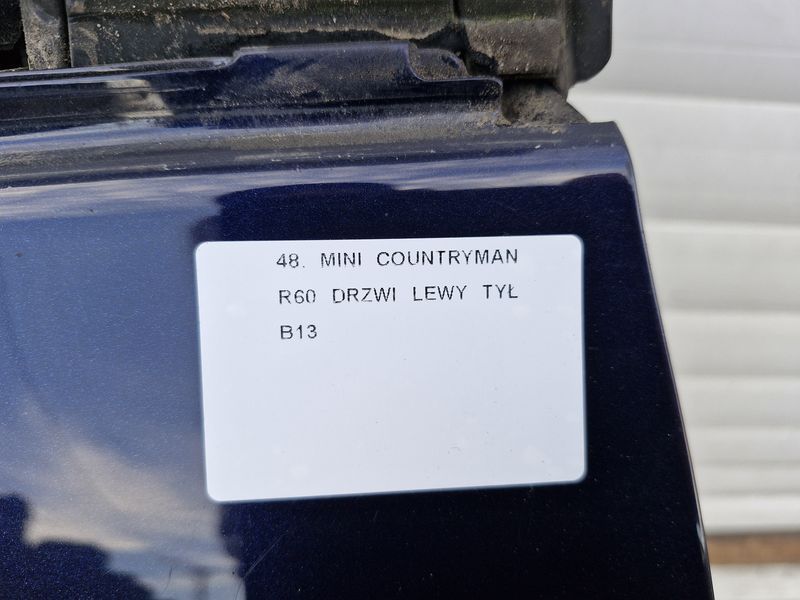 48. MINI COUNTRYMAN
R60 DRZWI LEWY TYŁ
B13